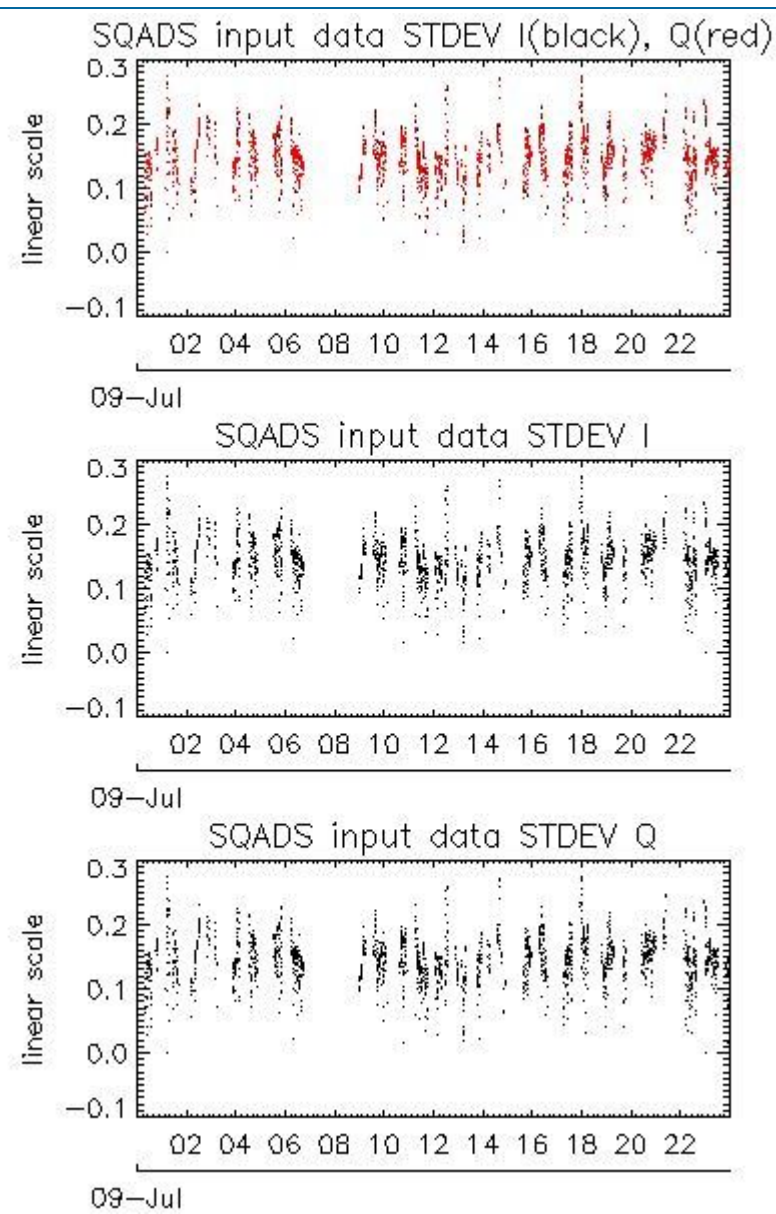 SQADS input data STDEV I(black), Q(red)
0.3
0.2
0.1
0.0
−0.1
linear scale
02 04 06 08 10 12 14 16 18 20 22
09−Jul
SQADS input data STDEV I
0.3
0.2
0.1
0.0
−0.1
linear scale
02 04 06 08 10 12 14 16 18 20 22
09−Jul
SQADS input data STDEV Q
0.3
0.2
0.1
0.0
−0.1
linear scale
02 04 06 08 10 12 14 16 18 20 22
09−Jul